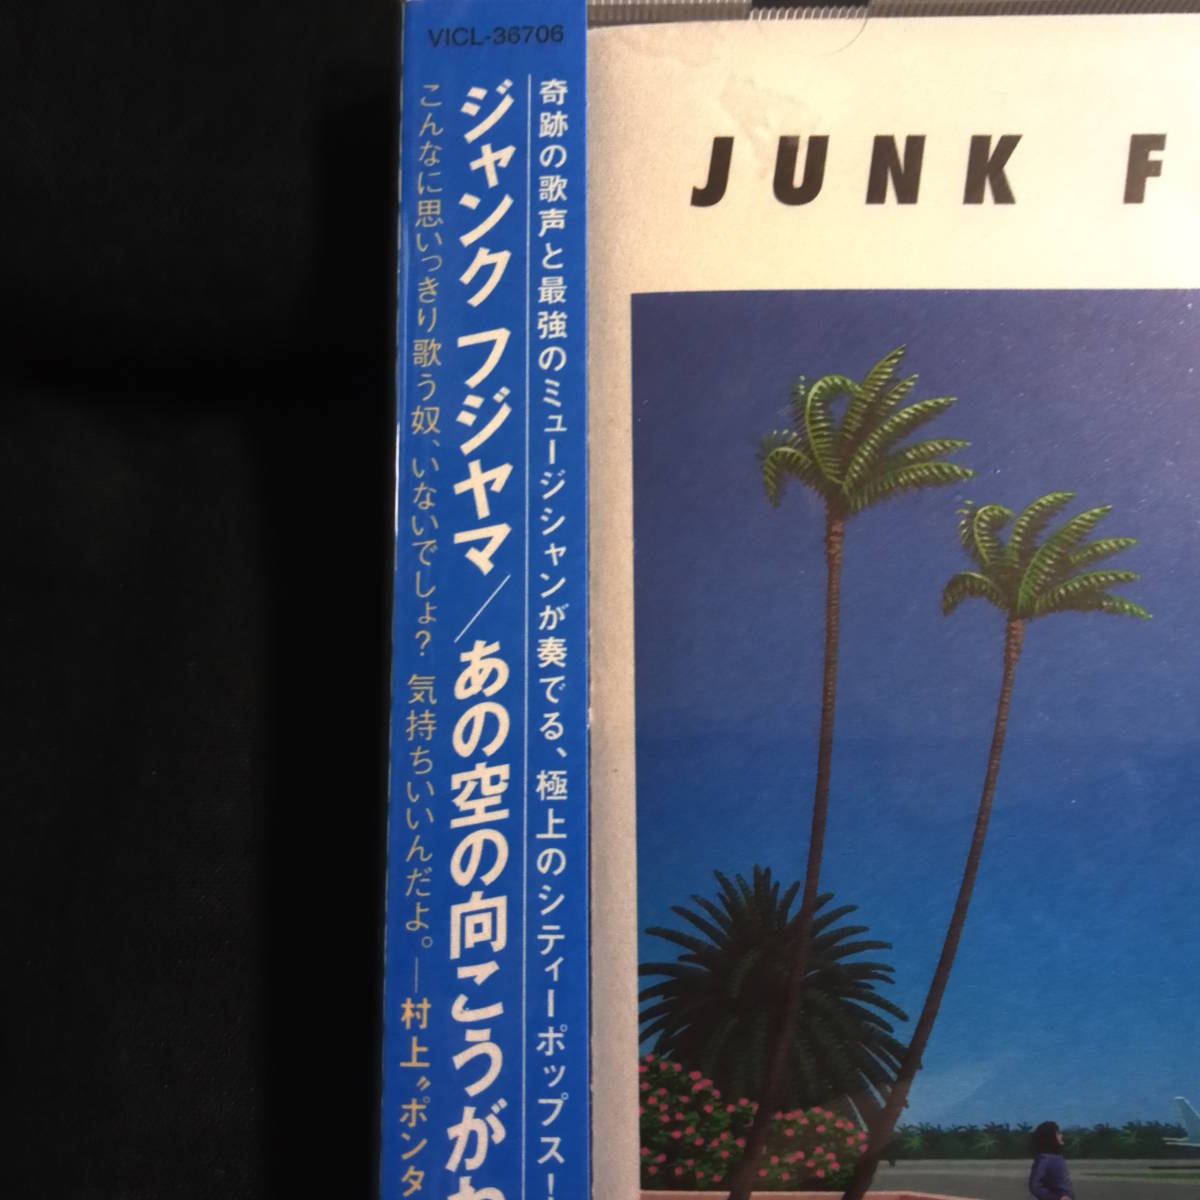 VICL-36706
奇跡の歌声と最強のミュージシャンが奏でる、極上のシティーポップス!
ジャンク フジヤマ／あの空の向こうがわ
こんなに思いっきり歌う奴、いないでしょ? 気持ちいいんだよ。—村上“ポンタ
JUNK F